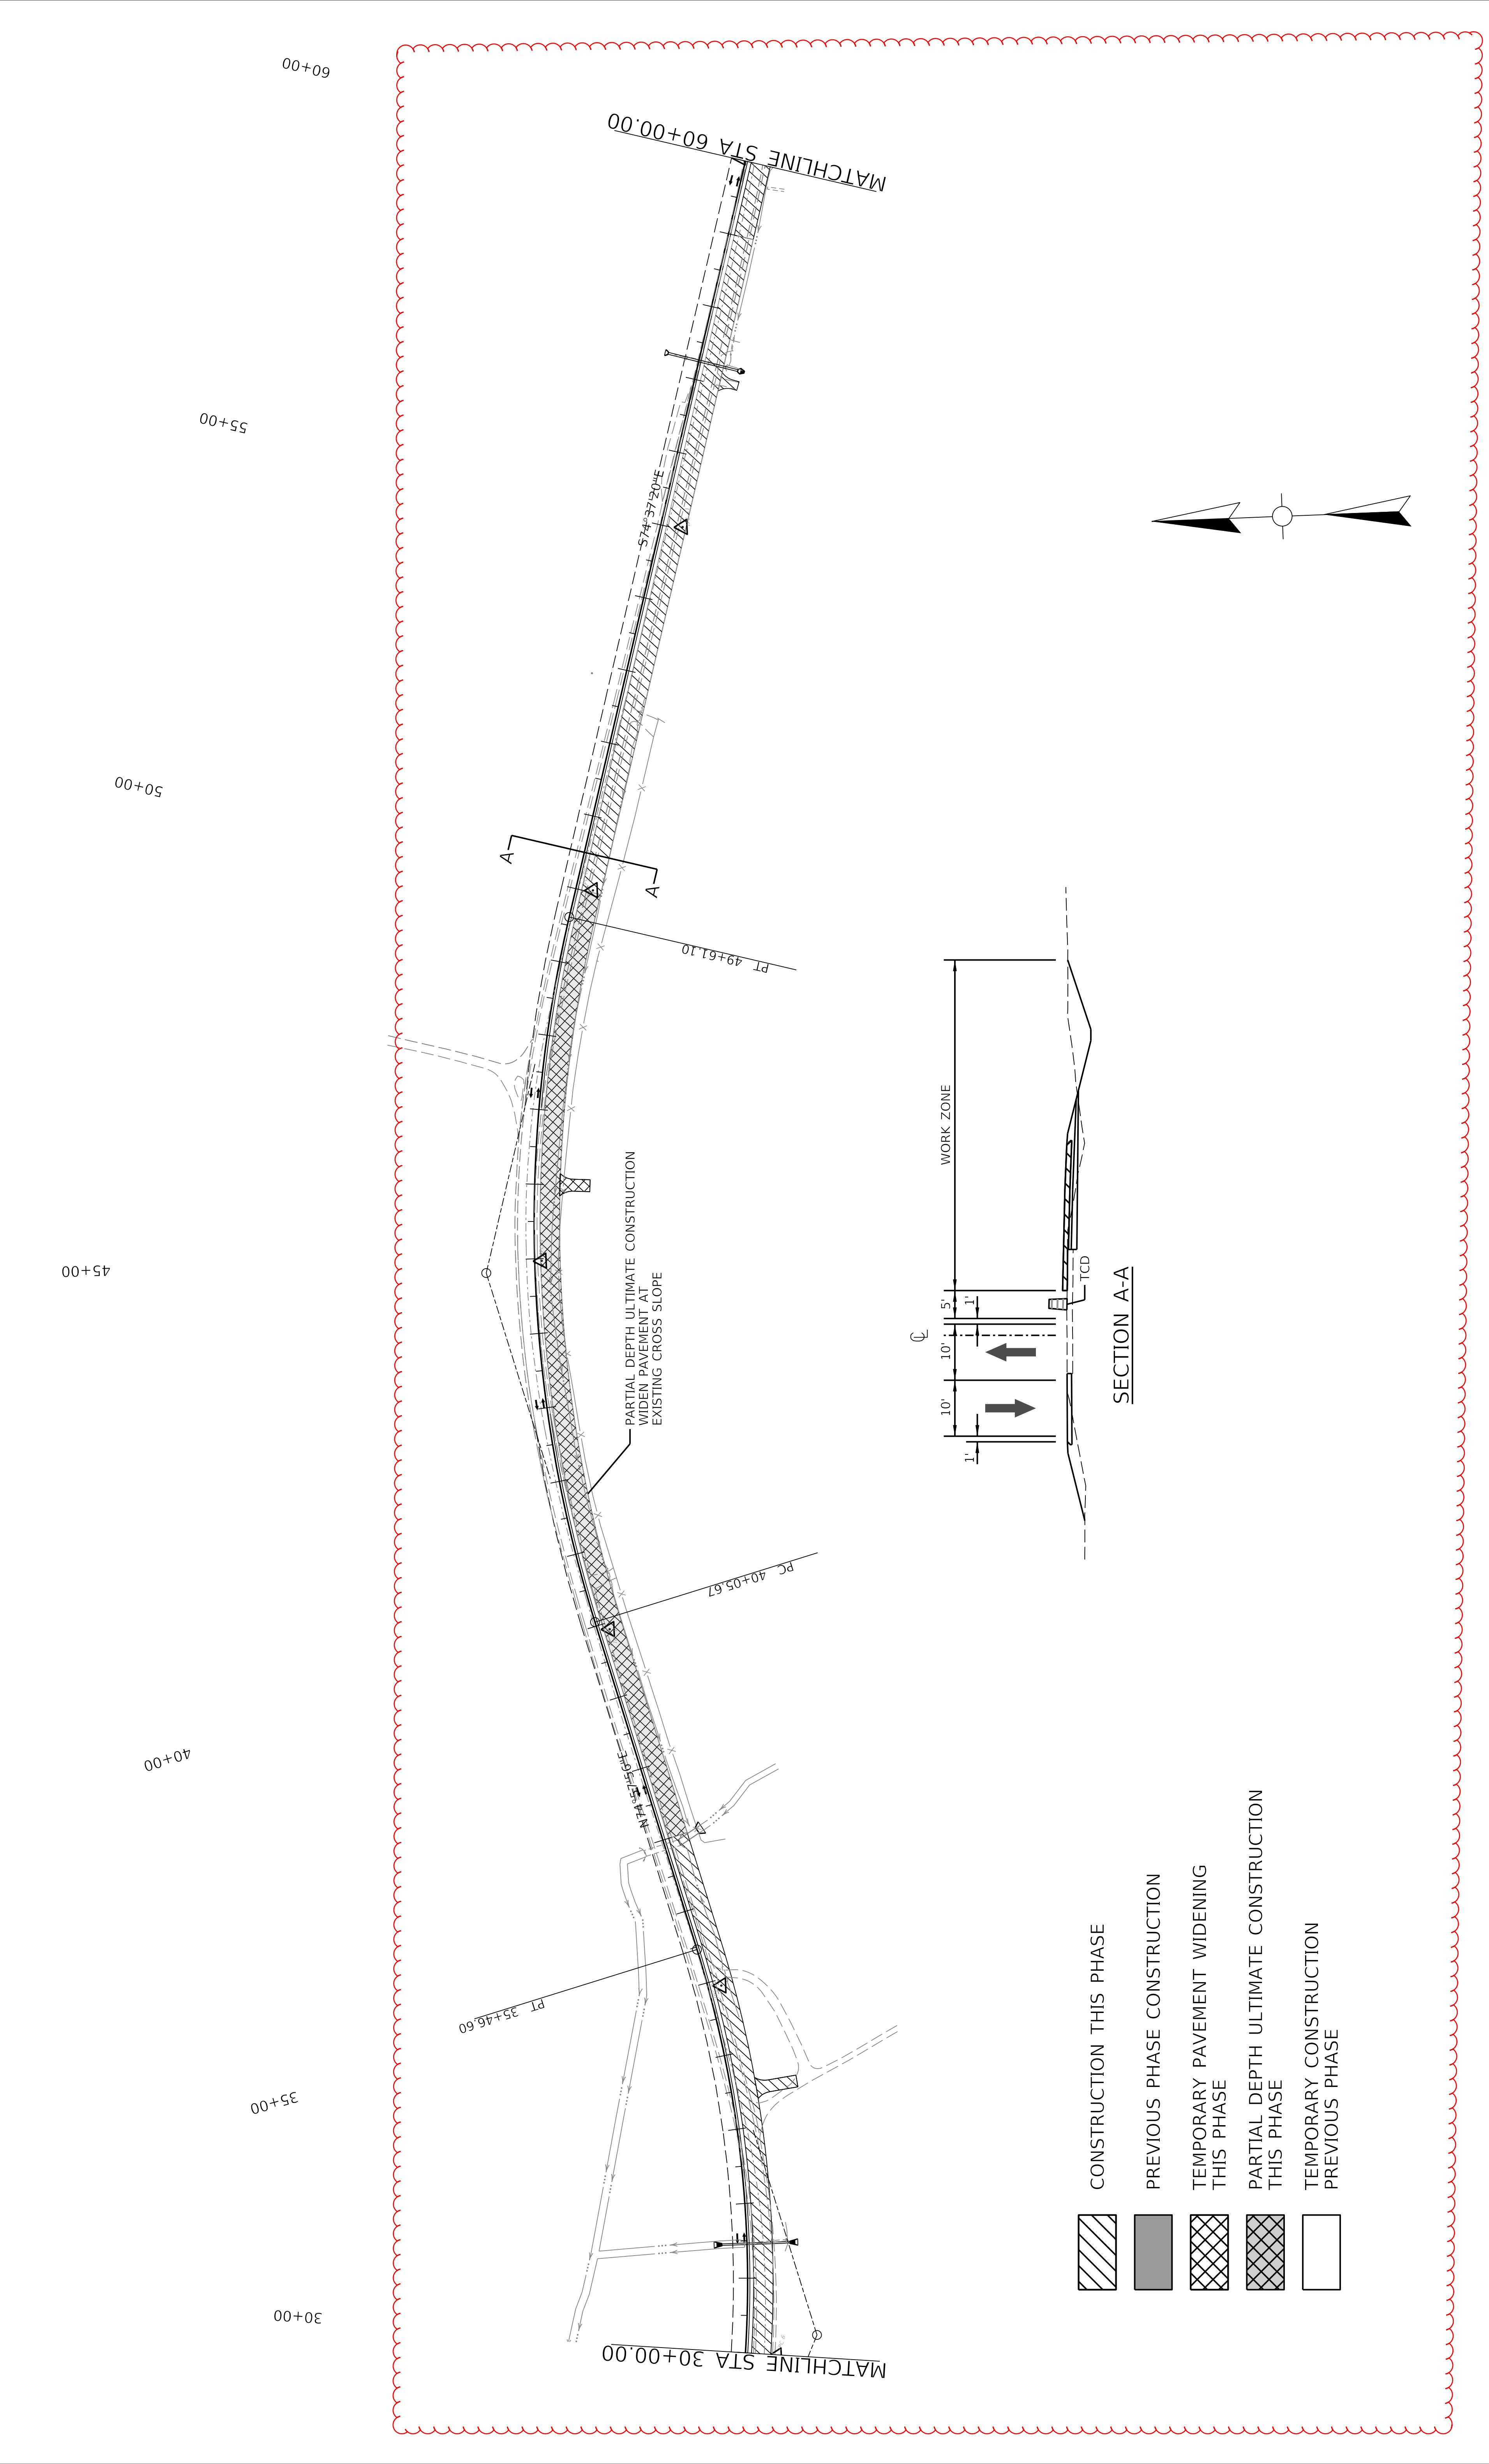 60+00
MATCHLINE STA 60+00.00
55+00
S74°37'20"E
50+00
A
A
PT 49+61.10
45+00
PARTIAL DEPTH ULTIMATE CONSTRUCTION
WIDEN PAVEMENT AT
EXISTING CROSS SLOPE
PC 40+05.67
40+00
PT 35+46.60
35+00
30+00
MATCHLINE STA 30+00.00
WORK ZONE
5'
1'
10'
10'
1'
CL
TCD
SECTION A-A
CONSTRUCTION THIS PHASE
PREVIOUS PHASE CONSTRUCTION
TEMPORARY PAVEMENT WIDENING
THIS PHASE
PARTIAL DEPTH ULTIMATE CONSTRUCTION
THIS PHASE
TEMPORARY CONSTRUCTION
PREVIOUS PHASE